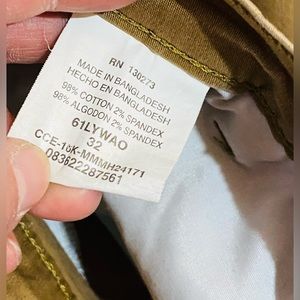 RN 130273
MADE IN BANGLADESH
HECHO EN BANGLADESH
98% COTTON 2% SPANDEX
98% ALGODON 2% SPANDEX
61LYWAO
32
CCE-16K-MMMH24171
083622287561